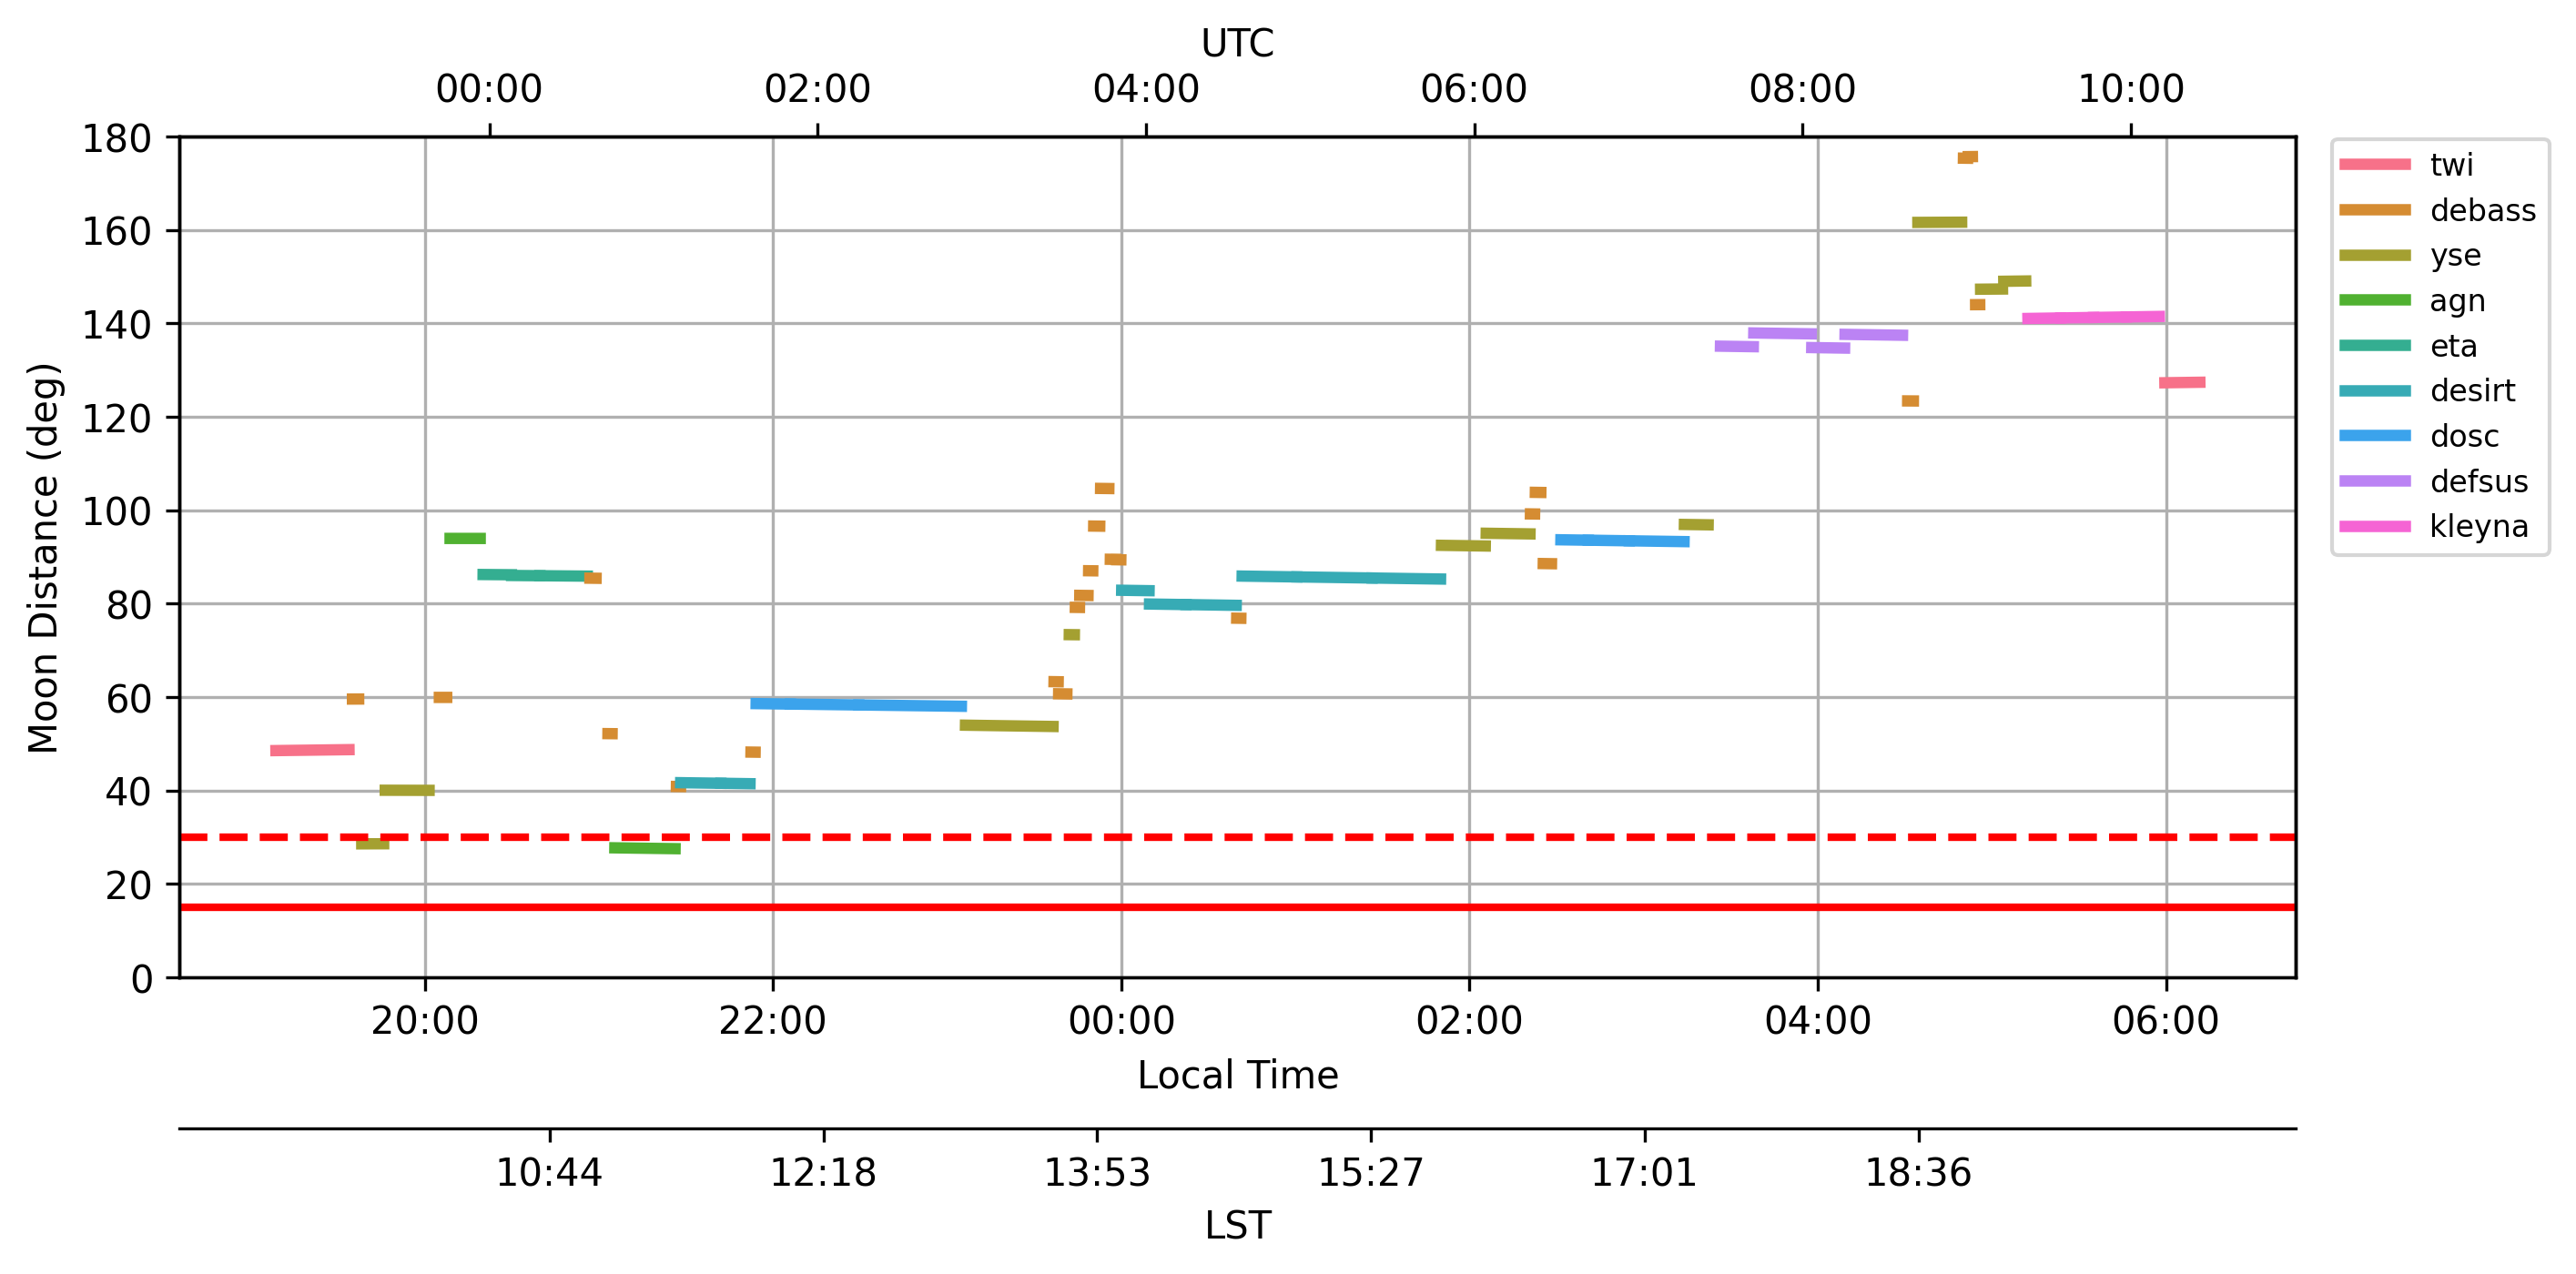 UTC
00:00 02:00 04:00 06:00 08:00 10:00
180
160
140
120
100
80
60
40
20
0
Moon Distance (deg)
20:00 22:00 00:00 02:00 04:00 06:00
Local Time
10:44 12:18 13:53 15:27 17:01 18:36
LST
twi
debass
yse
agn
eta
desirt
dosc
defsus
kleyna